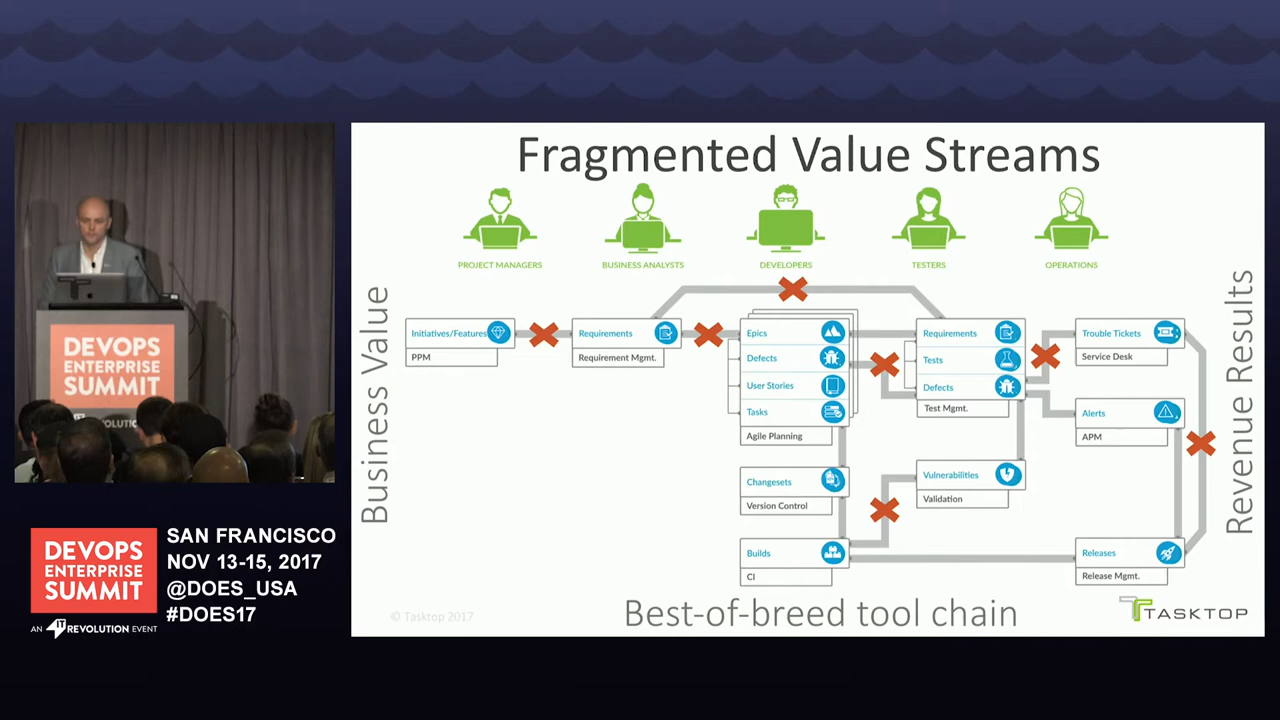 Fragmented Value Streams
PROJECT MANAGERS
BUSINESS ANALYSTS
DEVELOPERS
TESTERS
OPERATIONS
Business Value
Initiatives/Features
PPM
Requirements
Requirement Mgmt.
Epics
Defects
User Stories
Tasks
Agile Planning
Changesets
Version Control
Builds
CI
Requirements
Tests
Defects
Test Mgmt.
Vulnerabilities
Validation
Trouble Tickets
Service Desk
Alerts
APM
Releases
Release Mgmt.
Revenue Results
Best-of-breed tool chain
© Tasktop 2017
TASKTOP
DEVOPS
ENTERPRISE
SUMMIT
REVOLUTION
DEVOPS
ENTERPRISE
SUMMIT
AN IT REVOLUTION EVENT
SAN FRANCISCO
NOV 13-15, 2017
@DOES_USA
#DOES17